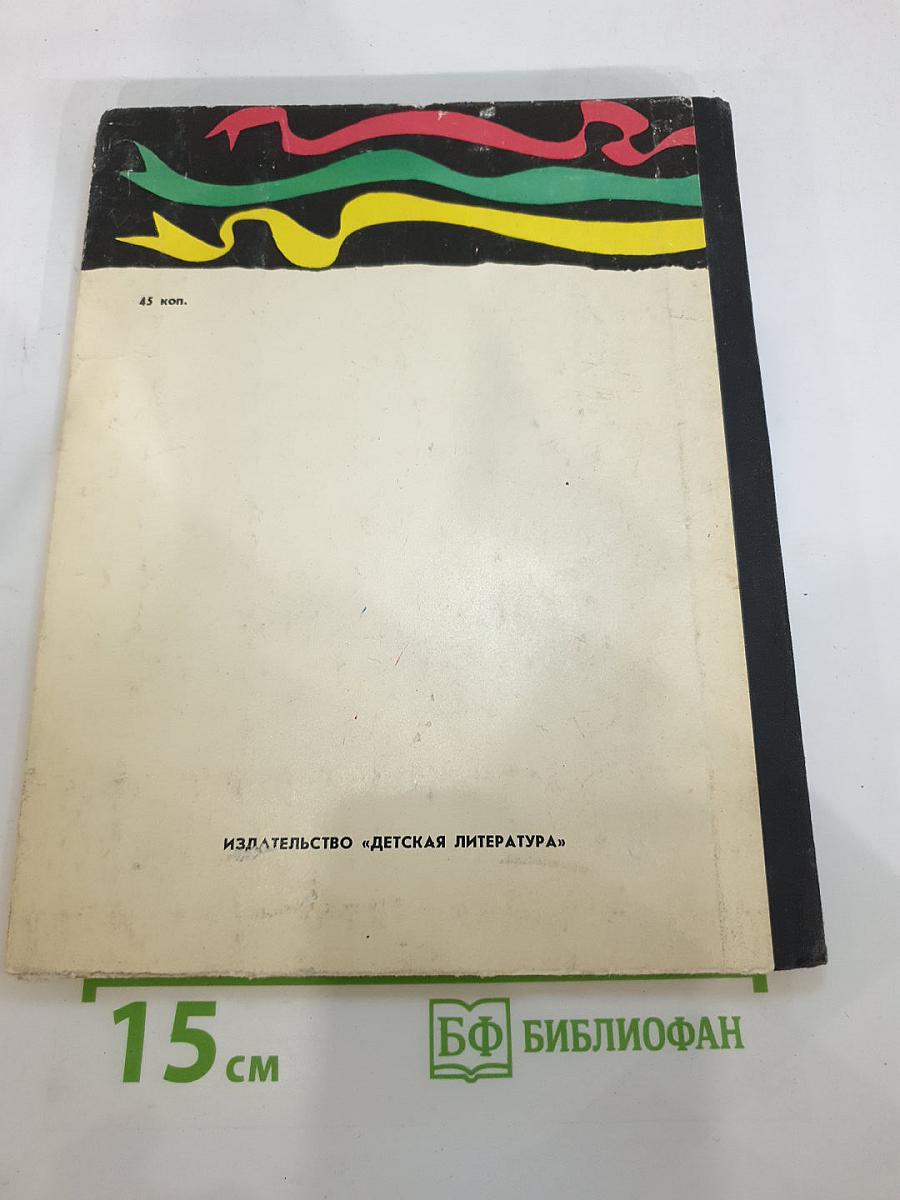 45 коп.
ИЗДАТЕЛЬСТВО «ДЕТСКАЯ ЛИТЕРАТУРА»
15 см
БФ БИБЛИОФАН